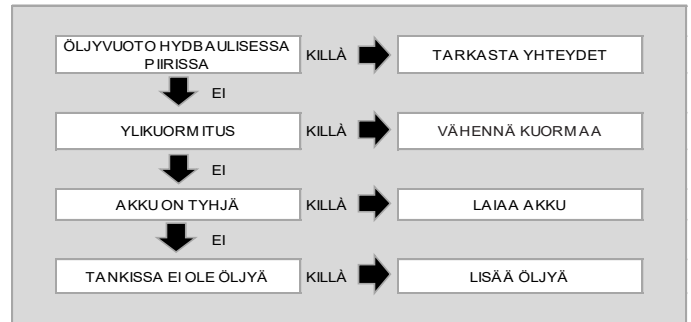 ÖLJYVUOTO HYDBAULISESSA
PIIRISSA
KILLÀ
TARKASTA YHTEYDET
EI
YLIKUORMITUS
KILLÀ
VÄHENNÄ KUORMAA
EI
AKKU ON TYHJÄ
KILLÀ
LAIAA AKKU
EI
TANKISSA EI OLE ÖLJYÄ
KILLÀ
LISÄÄ ÖLJYÄ